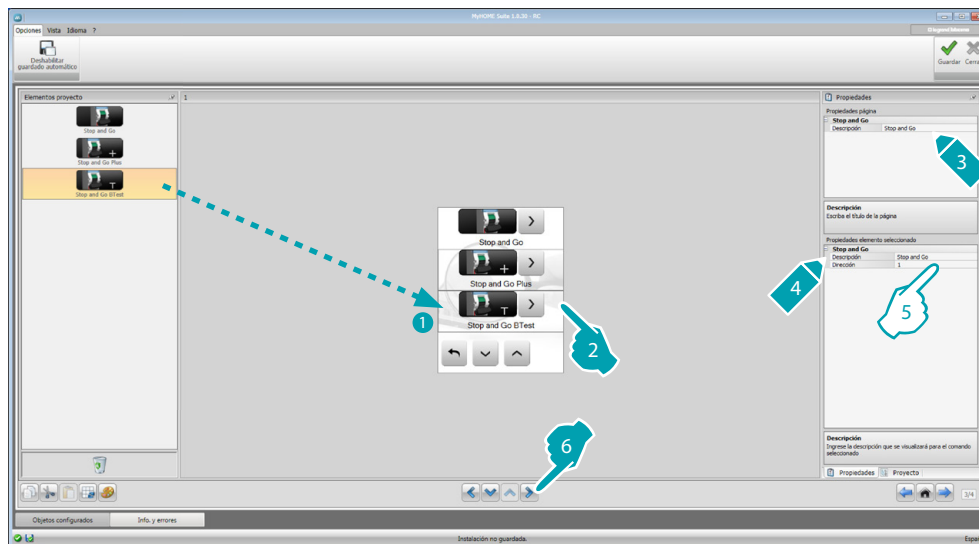 MyHOME Suite 1.0.30 - RC
Opciones Vista Idioma ?
Deshabilitar
guardado automático
Guardar Cerra
Elementos proyecto
1
Propiedades
Stop and Go
Stop and Go Plus
Stop and Go BTest
Stop and Go
Stop and Go Plus
Stop and Go BTest
1
2
6
Propiedades página
Stop and Go
Descripción Stop and Go
3
Descripción
Escriba el título de la página
Propiedades elemento seleccionado
Stop and Go
Descripción Stop and Go
Dirección 1
4
5
Descripción
Ingrese la descripción que se visualizará para el comando
seleccionado
Propiedades Proyecto
3/4
Objetos configurados Info. y errores
Instalación no guardada.
Espe